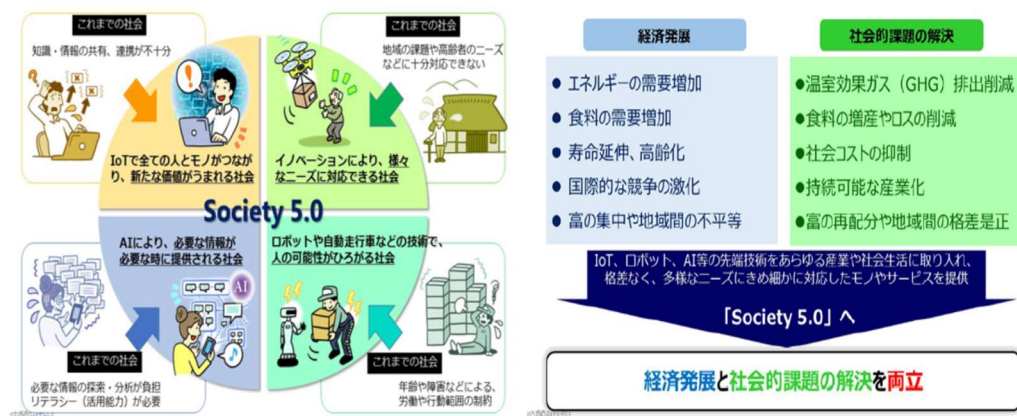 これまでの社会
知識・情報の共有、連携が不十分
IoTで全ての人とモノがつなが
り、新たな価値がうまれる社会
これまでの社会
地域の課題や高齢者のニーズ
などに十分対応できない
イノベーションにより、様々
なニーズに対応できる社会
Society 5.0
AIにより、必要な情報が
必要な時に提供される社会
AI
これまでの社会
必要な情報の探索・分析が負担
リテラシー（活用能力）が必要
ロボットや自動走行車などの技術で、
人の可能性がひろがる社会
これまでの社会
年齢や障害などによる、
労働や行動範囲の制約
経済発展
● エネルギーの需要増加
● 食料の需要増加
● 寿命延伸、高齢化
● 国際的な競争の激化
● 富の集中や地域間の不平等
社会的課題の解決
●温室効果ガス（GHG）排出削減
●食料の増産やロスの削減
●社会コストの抑制
●持続可能な産業化
●富の再配分や地域間の格差是正
IoT、ロボット、AI等の先端技術をあらゆる産業や社会生活に取り入れ、
格差なく、多様なニーズにきめ細かに対応したモノやサービスを提供
「Society 5.0」へ
経済発展と社会的課題の解決を両立